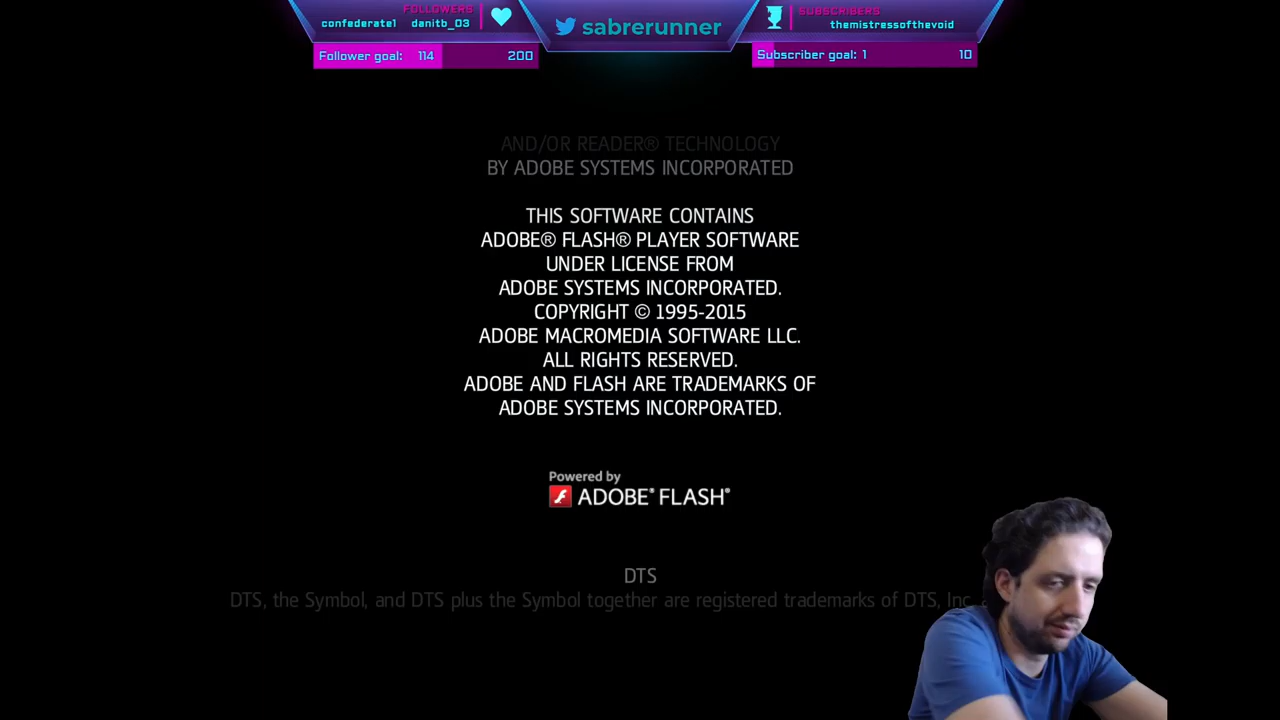 FOLLOWERS
confederate1 danitb_03
sabrerunner
SUBSCRIBERS
themistressofthevoid
Follower goal: 114 200
Subscriber goal: 1 10
AND/OR READER® TECHNOLOGY
BY ADOBE SYSTEMS INCORPORATED
THIS SOFTWARE CONTAINS
ADOBE® FLASH® PLAYER SOFTWARE
UNDER LICENSE FROM
ADOBE SYSTEMS INCORPORATED.
COPYRIGHT © 1995-2015
ADOBE MACROMEDIA SOFTWARE LLC.
ALL RIGHTS RESERVED.
ADOBE AND FLASH ARE TRADEMARKS OF
ADOBE SYSTEMS INCORPORATED.
Powered by
ADOBE® FLASH®
DTS
DTS, the Symbol, and DTS plus the Symbol together are registered trademarks of DTS, Inc.